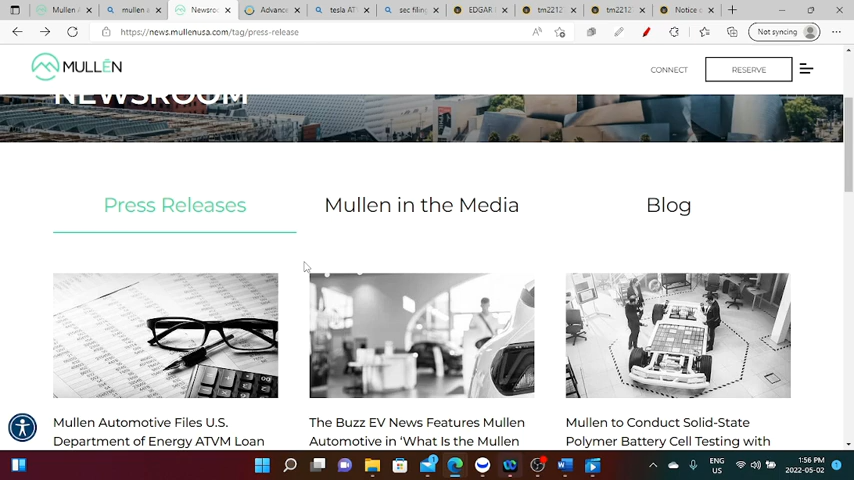 Mullen A
mullen a
Newsroo
Advance
tesla AT
sec filing
EDGAR
tm2212
tm2212
Notice o
https://news.mullenusa.com/tag/press-release
Not syncing
MULLEN
CONNECT
RESERVE
NEWSROOM
Press Releases
Mullen in the Media
Blog
Mullen Automotive Files U.S.
Department of Energy ATVM Loan
The Buzz EV News Features Mullen
Automotive in ‘What Is the Mullen
Mullen to Conduct Solid-State
Polymer Battery Cell Testing with
ENG
US
1:56 PM
2022-05-02